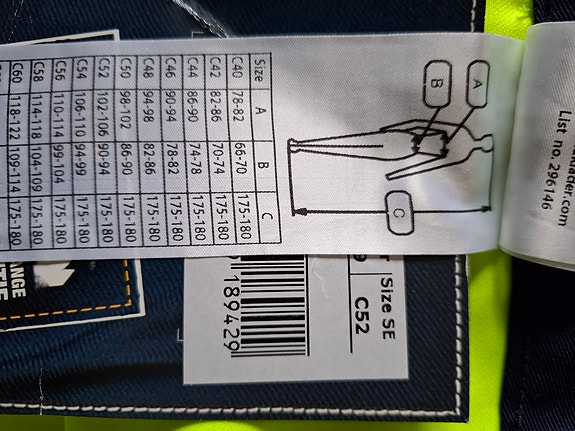 Size A B C
C40 78-82 66-70 175-180
C42 82-86 70-74 175-180
C44 86-90 74-78 175-180
C46 90-94 78-82 175-180
C48 94-98 82-86 175-180
C50 98-102 86-90 175-180
C52 102-106 90-94 175-180
C54 106-110 94-99 175-180
C56 110-114 99-104 175-180
C58 114-118 104-109 175-180
C60 118-122 109-114 175-180
A
B
C
List no. 296146
Size SE
C52
189429